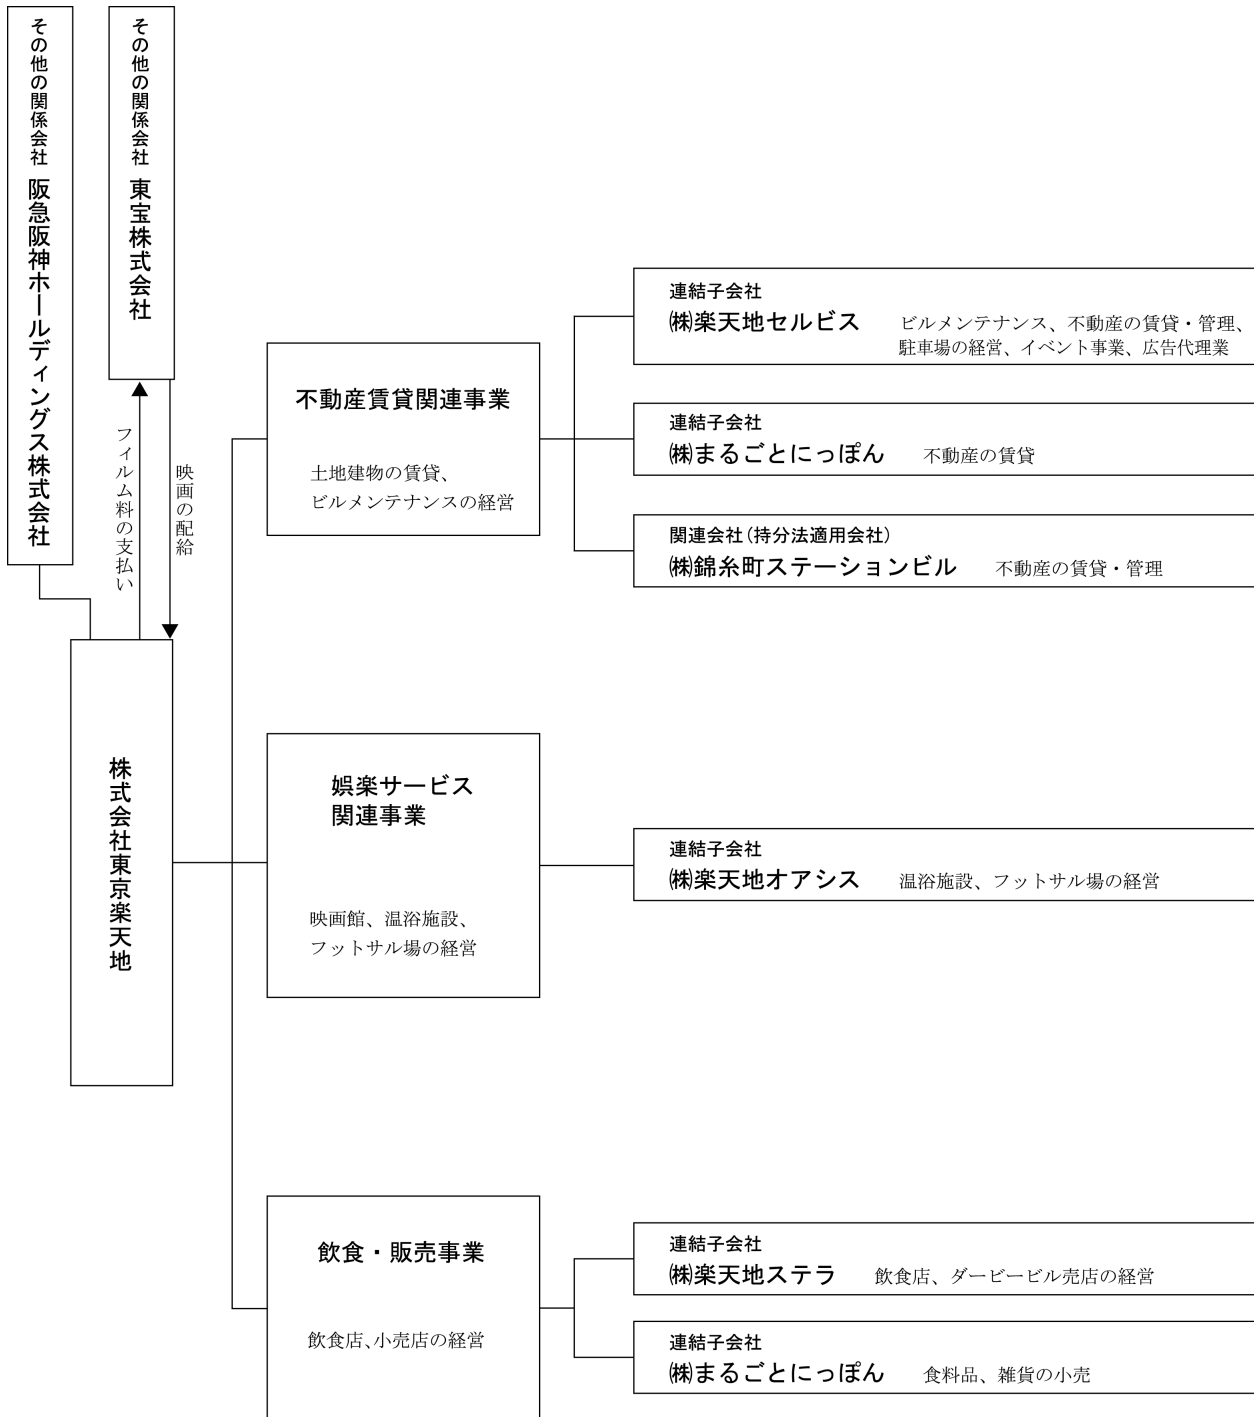 その他の関係会社 阪急阪神ホールディングス株式会社
その他の関係会社 東宝株式会社
フィルム料の支払い
映画の配給
株式会社東京楽天地
不動産賃貸関連事業
土地建物の賃貸、
ビルメンテナンスの経営
連結子会社
㈱楽天地セルビス ビルメンテナンス、不動産の賃貸・管理、
駐車場の経営、イベント事業、広告代理業
連結子会社
㈱まるごとにっぽん 不動産の賃貸
関連会社(持分法適用会社)
㈱錦糸町ステーションビル 不動産の賃貸・管理
娯楽サービス
関連事業
映画館、温浴施設、
フットサル場の経営
連結子会社
㈱楽天地オアシス 温浴施設、フットサル場の経営
飲食・販売事業
飲食店、小売店の経営
連結子会社
㈱楽天地ステラ 飲食店、ダービービル売店の経営
連結子会社
㈱まるごとにっぽん 食料品、雑貨の小売